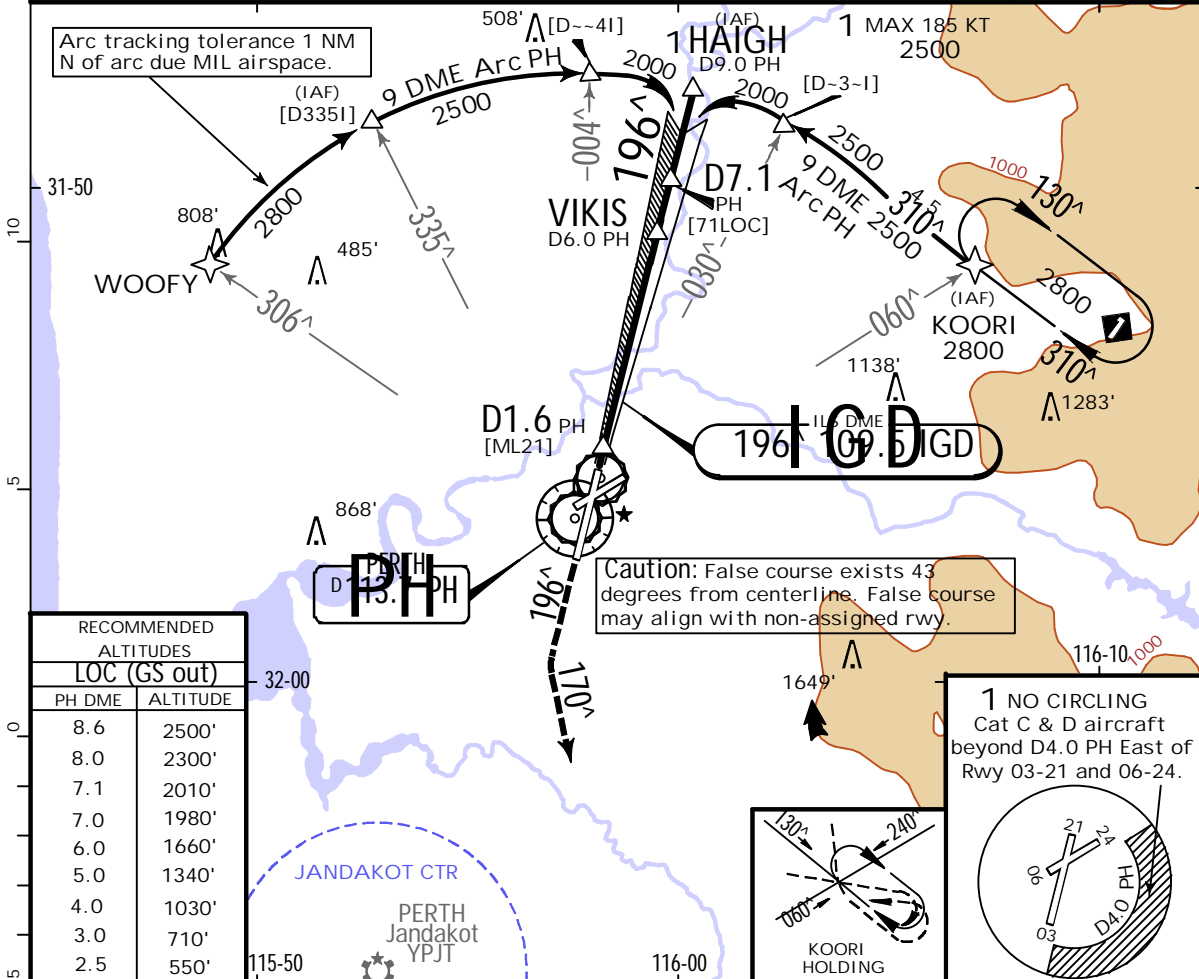 508'
[D~~4I]
(IAF)
1 HAIGH
D9.0 PH
1 MAX 185 KT
2500
Arc tracking tolerance 1 NM
N of arc due MIL airspace.
(IAF)
[D335I]
9 DME Arc PH
2500
2000
2000
[D~3~I]
2500
9 DME
Arc PH
2500
4.5
310^
1000
130^
31-50
10
808'
2800
WOOFY
485'
306^
335^
004^
196^
VIKIS
D6.0 PH
D7.1
PH
[71LOC]
030^
060^
(IAF)
KOORI
2800
2800
310^
1138'
1283'
D1.6 PH
[ML21]
ILS DME
196^ 109.5 IGD
IGD
5
868'
PERTH
D 113. PH
PH
196^
170^
Caution: False course exists 43
degrees from centerline. False course
may align with non-assigned rwy.
1649'
116-10
1000
32-00
0
RECOMMENDED
ALTITUDES
LOC (GS out)
PH DME ALTITUDE
8.6 2500'
8.0 2300'
7.1 2010'
7.0 1980'
6.0 1660'
5.0 1340'
4.0 1030'
3.0 710'
2.5 550'
5
115-50
JANDAKOT CTR
PERTH
Jandakot
YPJT
116-00
130^
240^
060^
KOORI
HOLDING
1 NO CIRCLING
Cat C & D aircraft
beyond D4.0 PH East of
Rwy 03-21 and 06-24.
21
24
06
03
D4.0 PH